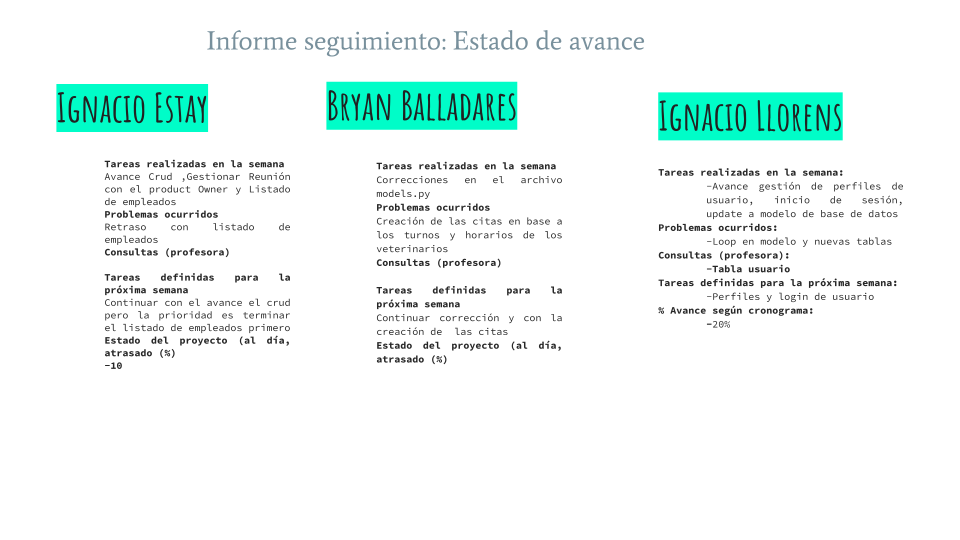 Informe seguimiento: Estado de avance
Ignacio Estay
Tareas realizadas en la semana
Avance Crud ,Gestionar Reunión
con el product Owner y Listado
de empleados
Problemas ocurridos
Retraso con listado de
empleados
Consultas (profesora)
Tareas definidas para la
próxima semana
Continuar con el avance el crud
pero la prioridad es terminar
el listado de empleados primero
Estado del proyecto (al día,
atrasado (%)
-10
Bryan Balladares
Tareas realizadas en la semana
Correcciones en el archivo
models.py
Problemas ocurridos
Creación de las citas en base a
los turnos y horarios de los
veterinarios
Consultas (profesora)
Tareas definidas para la
próxima semana
Continuar corrección y con la
creación de las citas
Estado del proyecto (al día,
atrasado (%)
Ignacio Llorens
Tareas realizadas en la semana:
-Avance gestión de perfiles de
usuario, inicio de sesión,
update a modelo de base de datos
Problemas ocurridos:
-Loop en modelo y nuevas tablas
Consultas (profesora):
-Tabla usuario
Tareas definidas para la próxima semana:
-Perfiles y login de usuario
% Avance según cronograma:
-20%